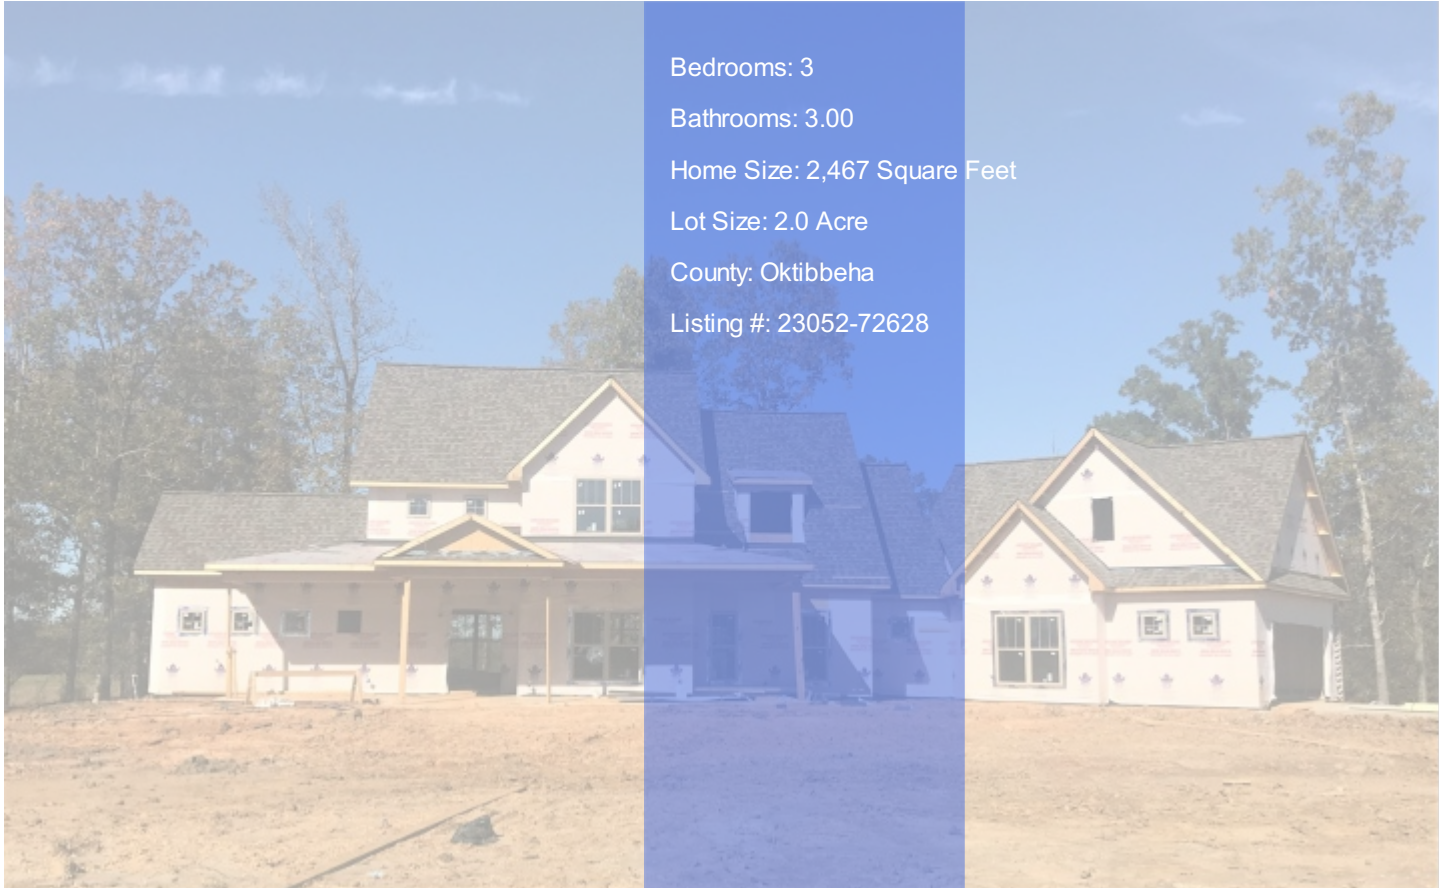 Bedrooms: 3
Bathrooms: 3.00
Home Size: 2,467 Square Feet
Lot Size: 2.0 Acre
County: Oktibbeha
Listing #: 23052-72628